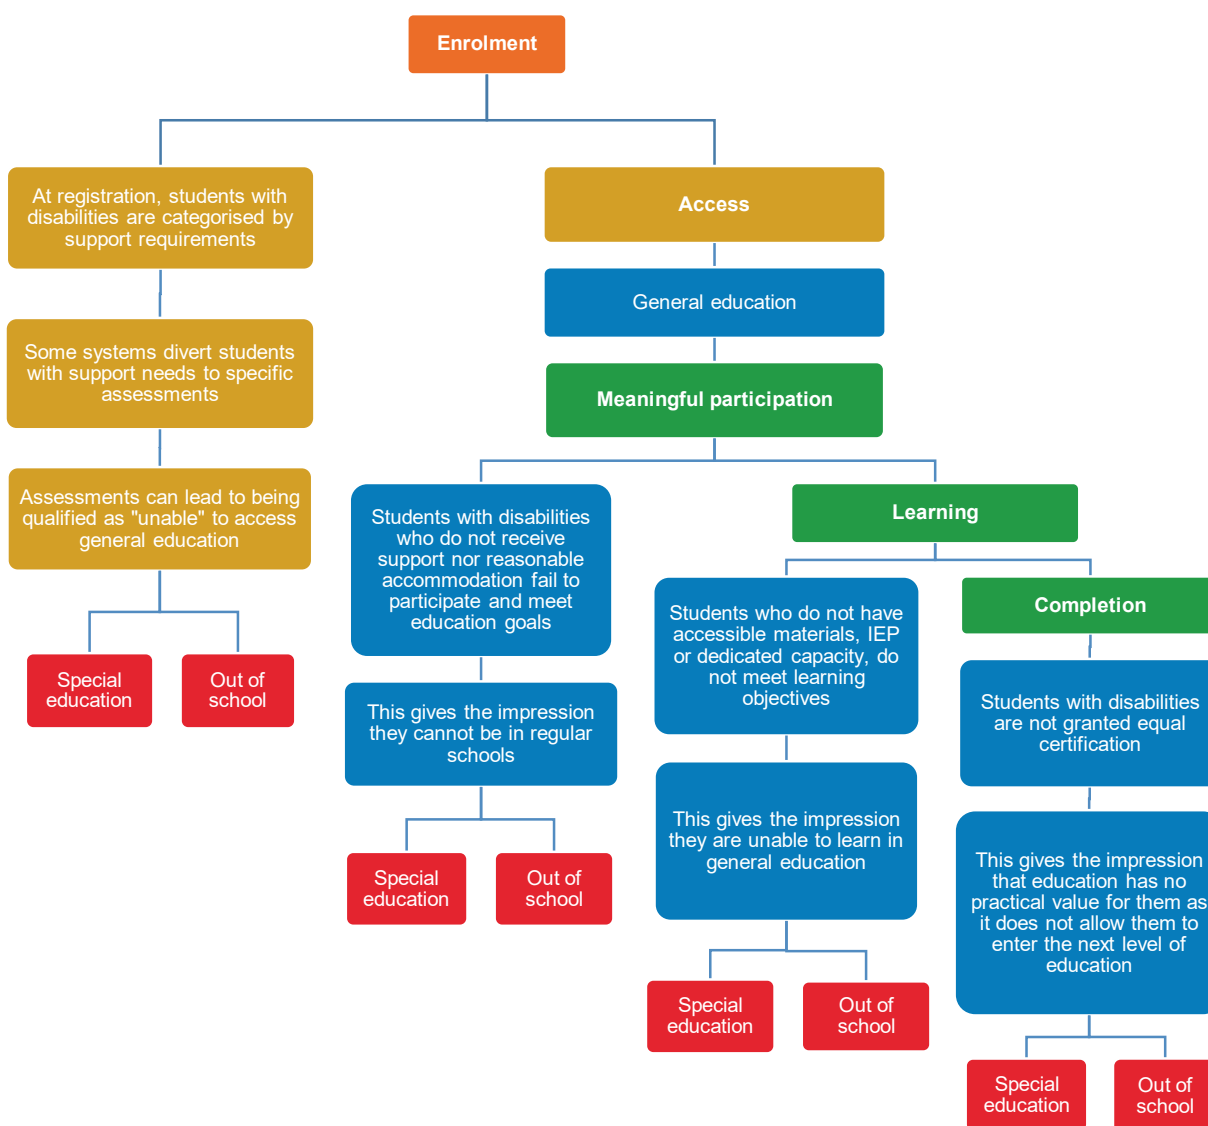 Enrolment
At registration, students with
disabilities are categorised by
support requirements
Some systems divert students
with support needs to specific
assessments
Assessments can lead to being
qualified as "unable" to access
general education
Special
education
Out of
school
Access
General education
Meaningful participation
Students with disabilities
who do not receive
support nor reasonable
accommodation fail to
participate and meet
education goals
This gives the impression
they cannot be in regular
schools
Special
education
Out of
school
Learning
Students who do not have
accessible materials, IEP
or dedicated capacity, do
not meet learning
objectives
This gives the impression
they are unable to learn in
general education
Special
education
Out of
school
Completion
Students with disabilities
are not granted equal
certification
This gives the impression
that education has no
practical value for them as
it does not allow them to
enter the next level of
education
Special
education
Out of
school